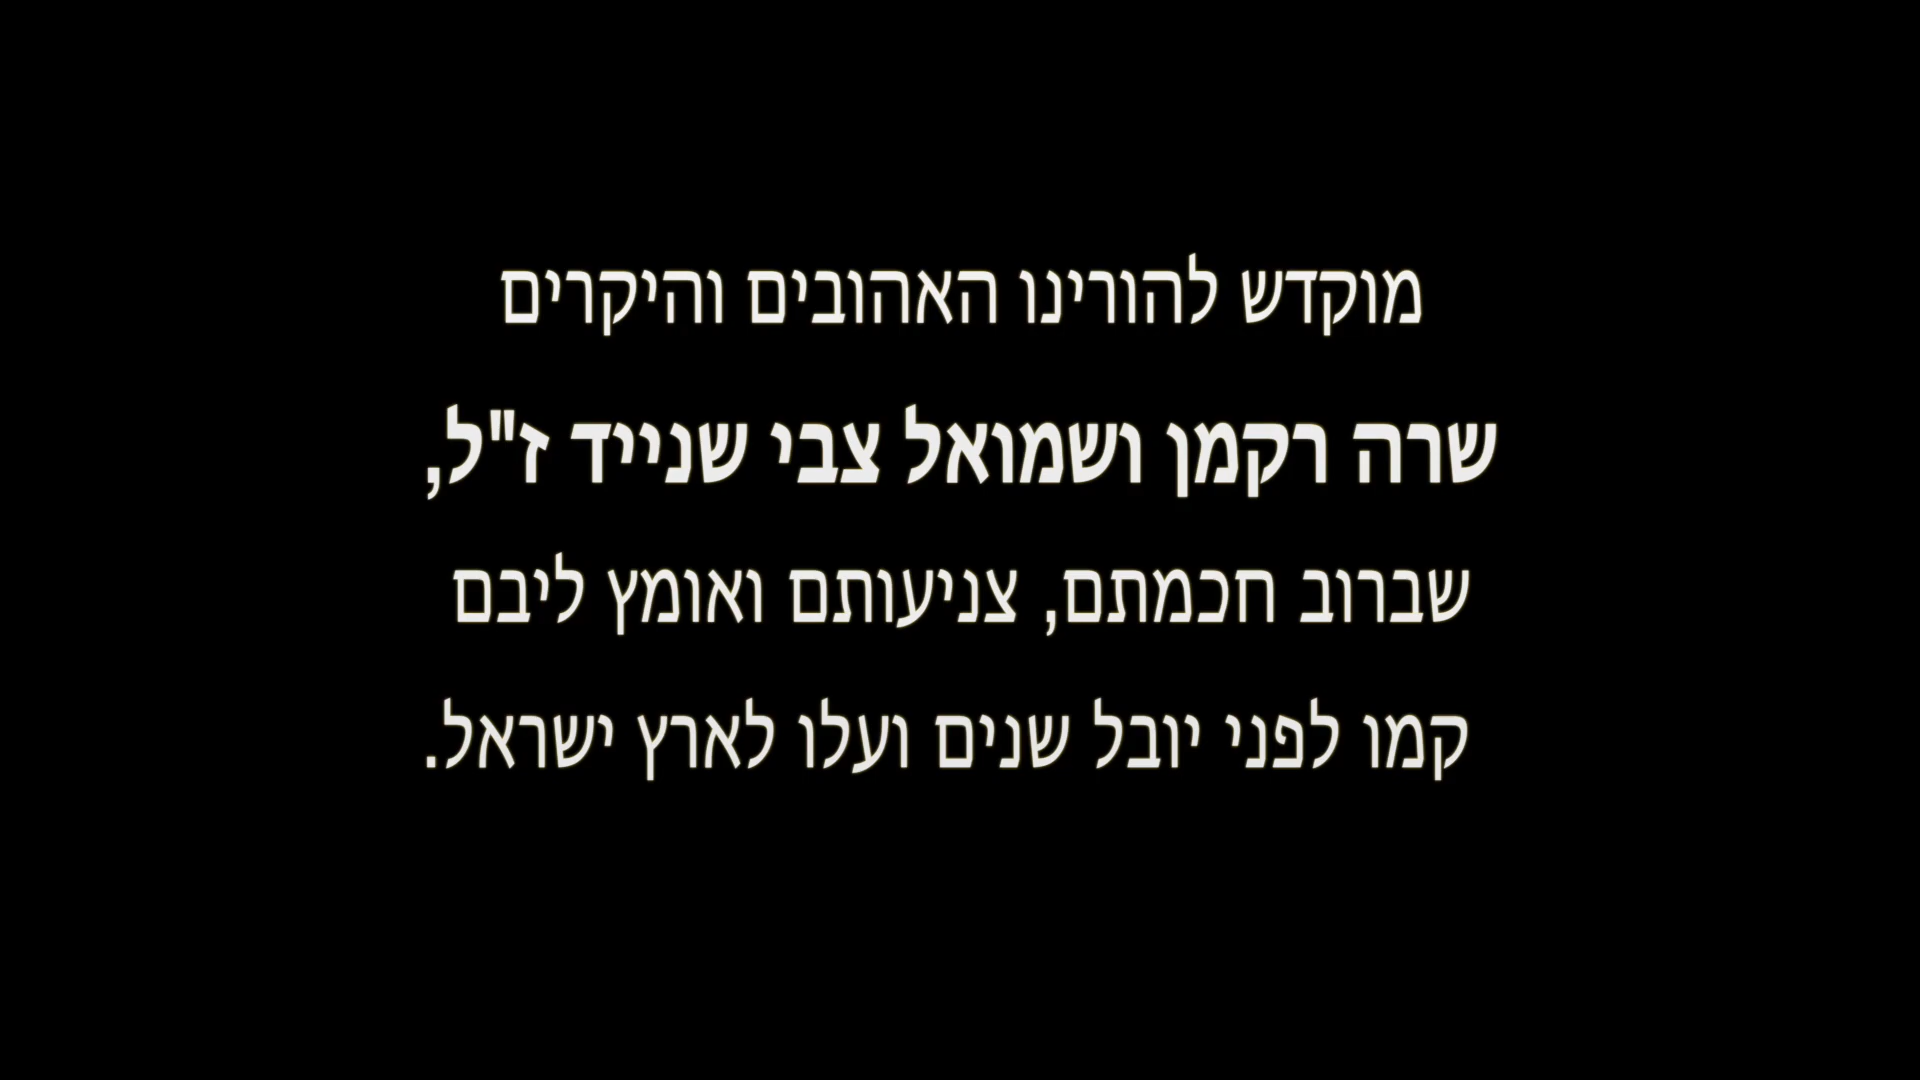 מוקדש להורינו האהובים והיקרים
שרה רקמן ושמואל צבי שנייד ז"ל,
שברוב חכמתם, צניעותם ואומץ ליבם
קמו לפני יובל שנים ועלו לארץ ישראל.